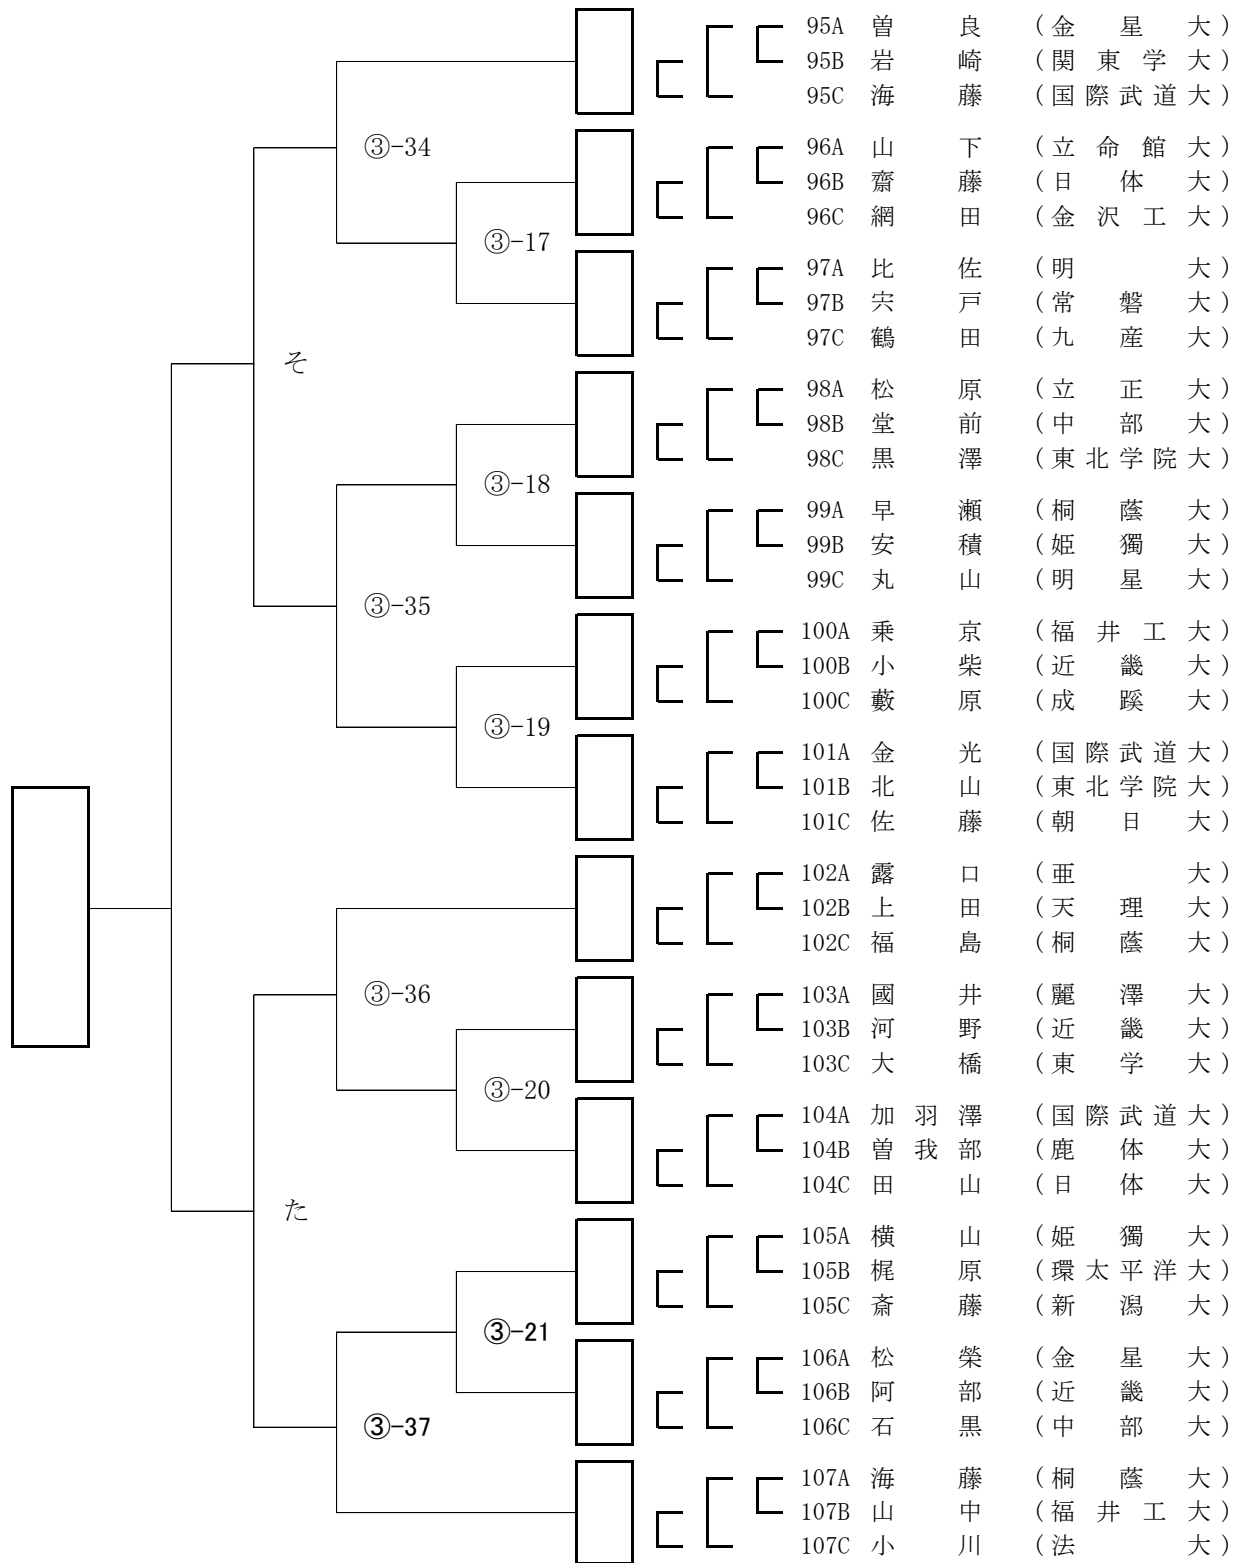 95A 曽良 (金星大)
95B 岩崎 (関東学大)
95C 海藤 (国際武道大)
③-34
96A 山下 (立命館大)
96B 齋藤 (日体大)
96C 網田 (金沢工大)
③-17
97A 比佐 (明大)
97B 宍戸 (常磐大)
97C 鶴田 (九産大)
そ
98A 松原 (立正大)
98B 堂前 (中部大)
98C 黒澤 (東北学院大)
③-18
99A 早瀬 (桐蔭大)
99B 安積 (姫獨大)
99C 丸山 (明星大)
③-35
100A 乗京 (福井工大)
100B 小柴 (近畿大)
100C 藪原 (成蹊大)
③-19
101A 金光 (国際武道大)
101B 北山 (東北学院大)
101C 佐藤 (朝日大)
102A 露口 (亜大)
102B 上田 (天理大)
102C 福島 (桐蔭大)
③-36
103A 國井 (麗澤大)
103B 河野 (近畿大)
103C 大橋 (東学大)
③-20
104A 加羽澤 (国際武道大)
104B 曽我部 (鹿体大)
104C 田山 (日体大)
た
105A 横山 (姫獨大)
105B 梶原 (環太平洋大)
105C 斎藤 (新潟大)
③-21
106A 松榮 (金星大)
106B 阿部 (近畿大)
106C 石黒 (中部大)
③-37
107A 海藤 (桐蔭大)
107B 山中 (福井工大)
107C 小川 (法大)